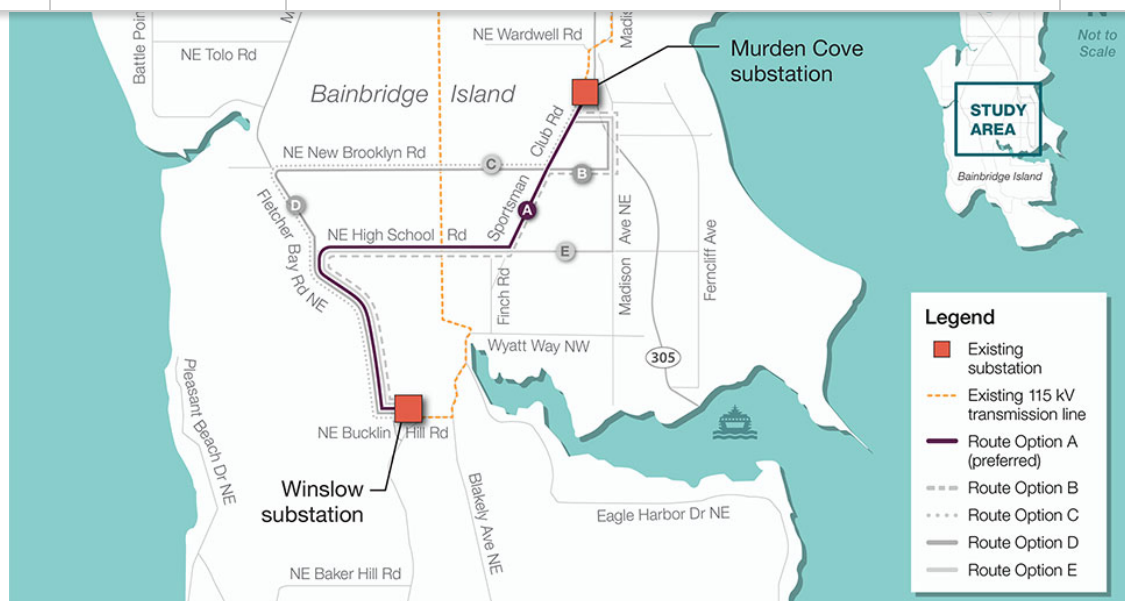 NE Wardwell Rd
Madis
NE Tolo Rd
Battle Poin
Murden Cove
substation
Bainbridge Island
Not to
Scale
STUDY
AREA
Bainbridge Island
Sportsman Club Rd
NE New Brooklyn Rd
C
B
D
A
Fletcher Bay Rd NE
NE High School Rd
E
Finch Rd
Madison Ave NE
Ferncliff Ave
Wyatt Way NW
305
Pleasant Beach Dr NE
NE Bucklin Hill Rd
Winslow
substation
Blakely Ave NE
Eagle Harbor Dr NE
NE Baker Hill Rd
Legend
Existing
substation
Existing 115 kV
transmission line
Route Option A
(preferred)
Route Option B
Route Option C
Route Option D
Route Option E